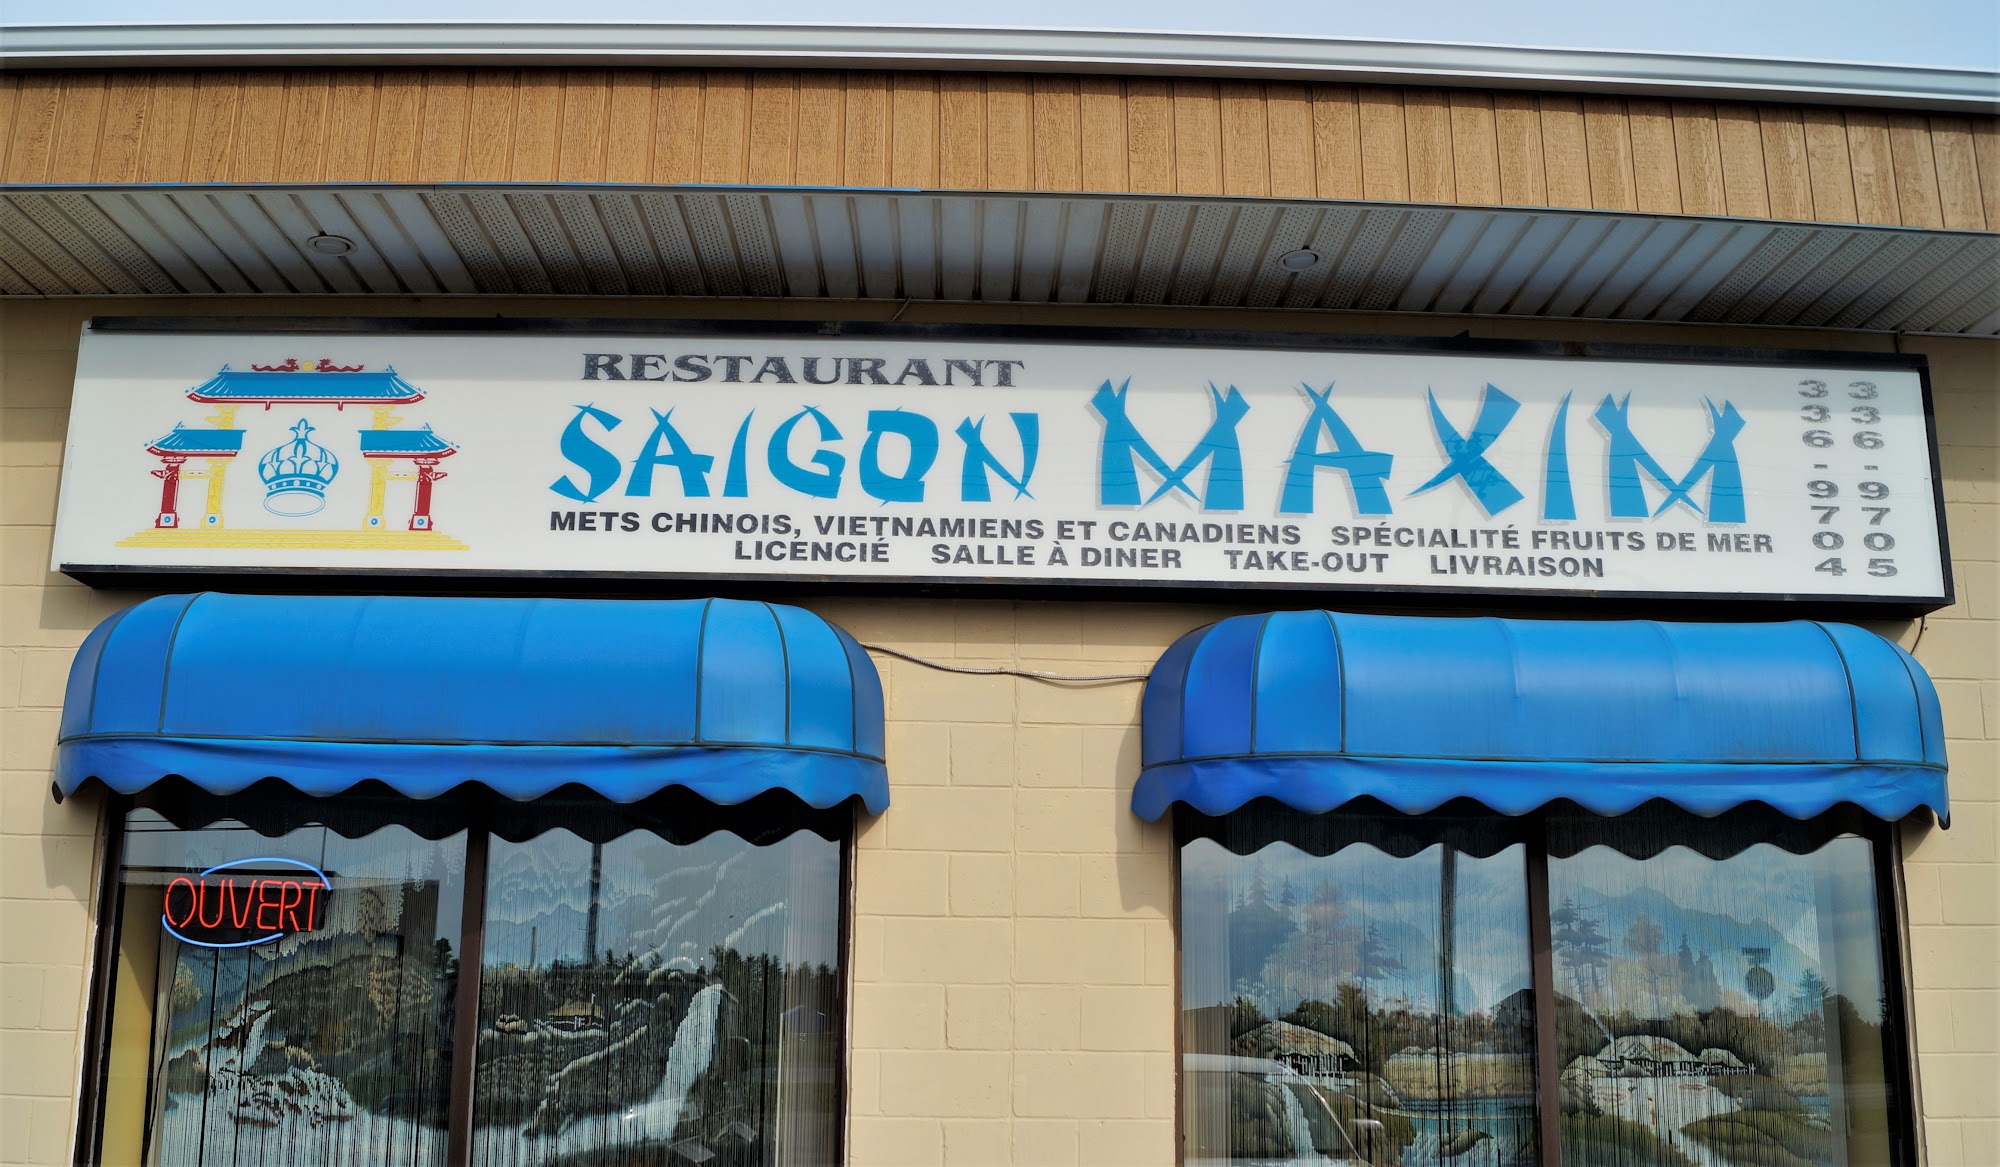 RESTAURANT
SAIGON MAXIM
METS CHINOIS, VIETNAMIENS ET CANADIENS SPÉCIALITÉ FRUITS DE MER
LICENCIÉ SALLE À DINER TAKE-OUT LIVRAISON
336-9704
336-9705
OUVERT